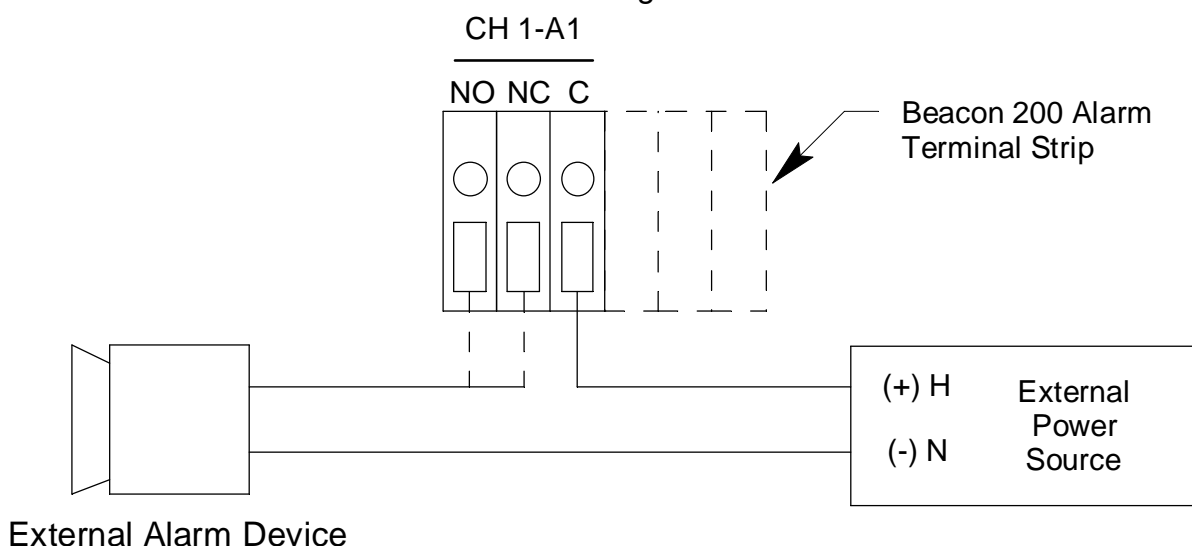 CH 1-A1
NO NC C
Beacon 200 Alarm
Terminal Strip
(+) H
(-) N
External
Power
Source
External Alarm Device